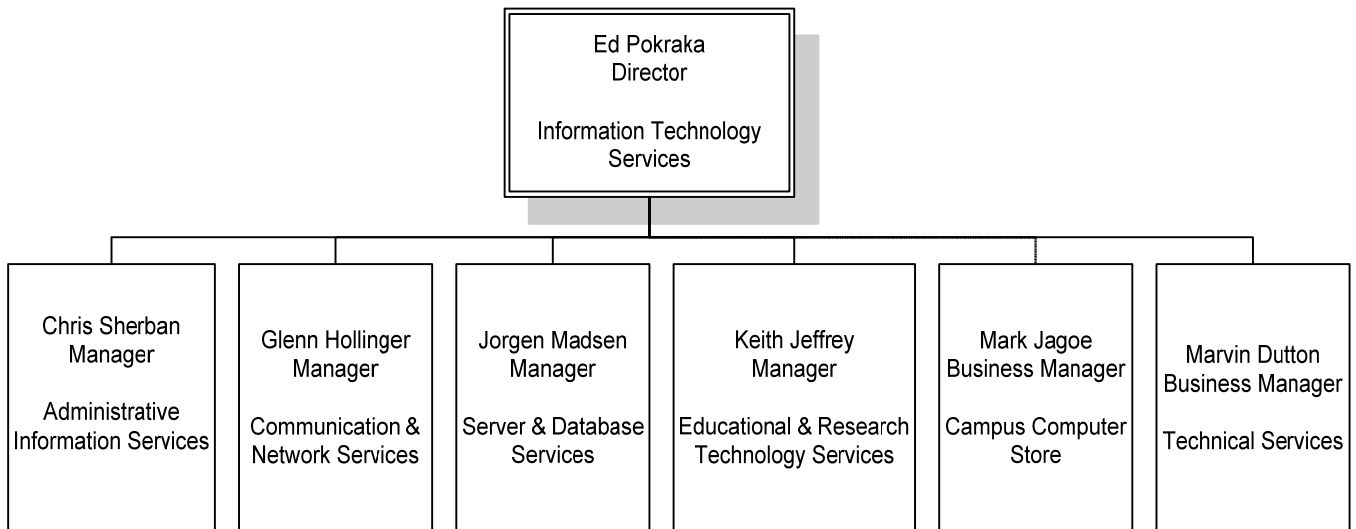 Ed Pokraka
Director
Information Technology
Services
Chris Sherban
Manager
Administrative
Information Services
Glenn Hollinger
Manager
Communication &
Network Services
Jorgen Madsen
Manager
Server & Database
Services
Keith Jeffrey
Manager
Educational & Research
Technology Services
Mark Jagoe
Business Manager
Campus Computer
Store
Marvin Dutton
Business Manager
Technical Services